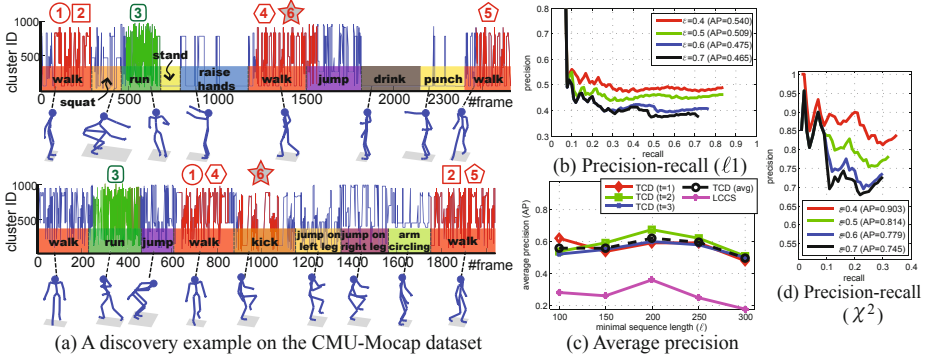 1 2 3 4 6 5
cluster ID
1000
500
0
walk squat run stand raise hands walk jump drink punch walk
0 500 1000 1500 2000 2300
#frame
3 1 4 6 2 5
cluster ID
1000
500
walk run jump walk kick jump on left leg jump on right leg arm circling walk
0 200 400 600 800 1000 1200 1400 1600 1800
#frame
(a) A discovery example on the CMU-Mocap dataset
precision
0.8
0.7
0.6
0.5
0.4
0.3
ε=0.4 (AP=0.540)
ε=0.5 (AP=0.509)
ε=0.6 (AP=0.475)
ε=0.7 (AP=0.465)
0 0.1 0.2 0.3 0.4 0.5 0.6 0.7 0.8 0.9 1
recall
(b) Precision-recall (ℓ1)
average precision (AP)
0.8
0.6
0.4
0.2
TCD (t=1)
TCD (t=2)
TCD (t=3)
TCD (avg)
LCCS
100 150 200 250 300
minimal sequence length (ℓ)
(c) Average precision
precision
1
0.95
0.9
0.85
0.8
0.75
0.7
0.65
0.6
0.55
ε=0.4 (AP=0.903)
ε=0.5 (AP=0.814)
ε=0.6 (AP=0.779)
ε=0.7 (AP=0.745)
0 0.1 0.2 0.3 0.4
recall
(d) Precision-recall
(χ²)